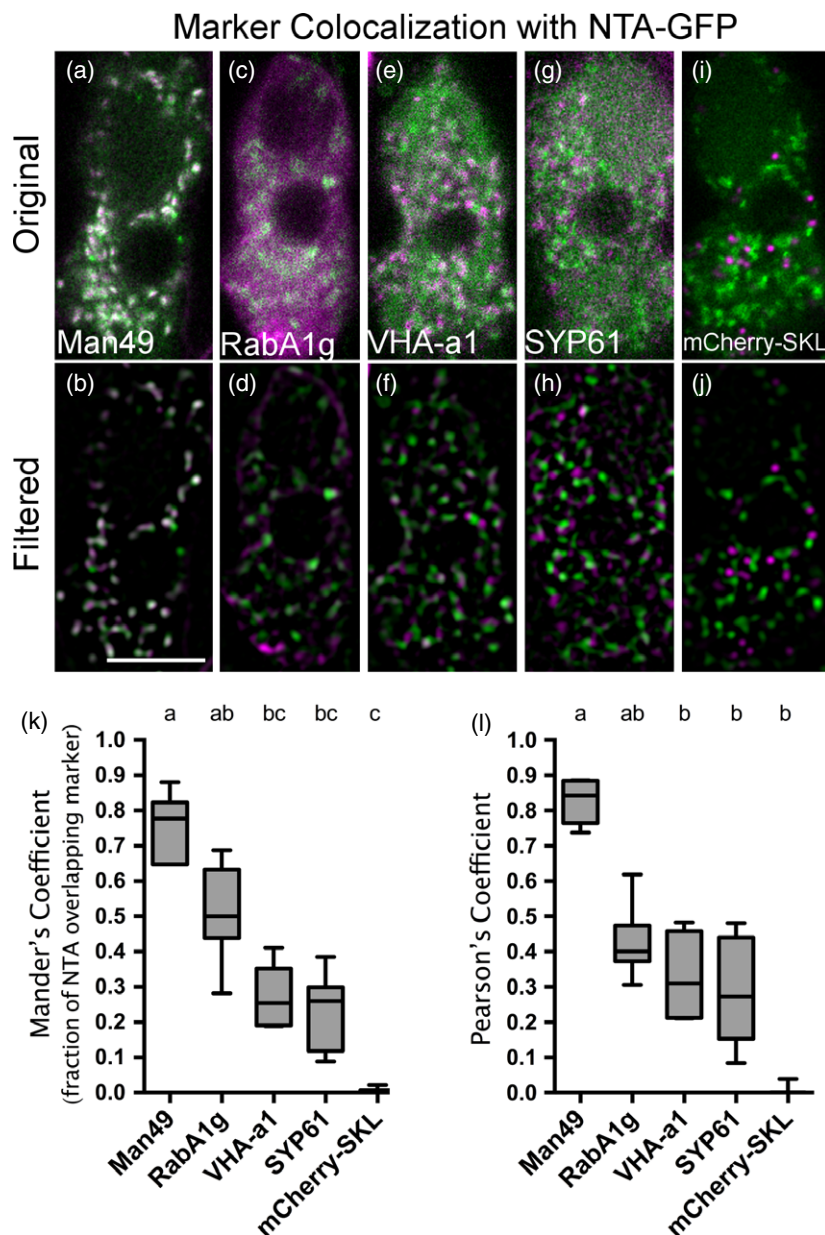 Marker Colocalization with NTA-GFP
(a) (c) (e) (g) (i)
Original
Man49 RabA1g VHA-a1 SYP61 mCherry-SKL
(b) (d) (f) (h) (j)
Filtered
(k) a ab bc bc c
Mander's Coefficient
(fraction of NTA overlapping marker)
1.0
0.9
0.8
0.7
0.6
0.5
0.4
0.3
0.2
0.1
0.0
Man49
RabA1g
VHA-a1
SYP61
mCherry-SKL
(l) a ab b b b
Pearson's Coefficient
1.0
0.9
0.8
0.7
0.6
0.5
0.4
0.3
0.2
0.1
0.0
Man49
RabA1g
VHA-a1
SYP61
mCherry-SKL